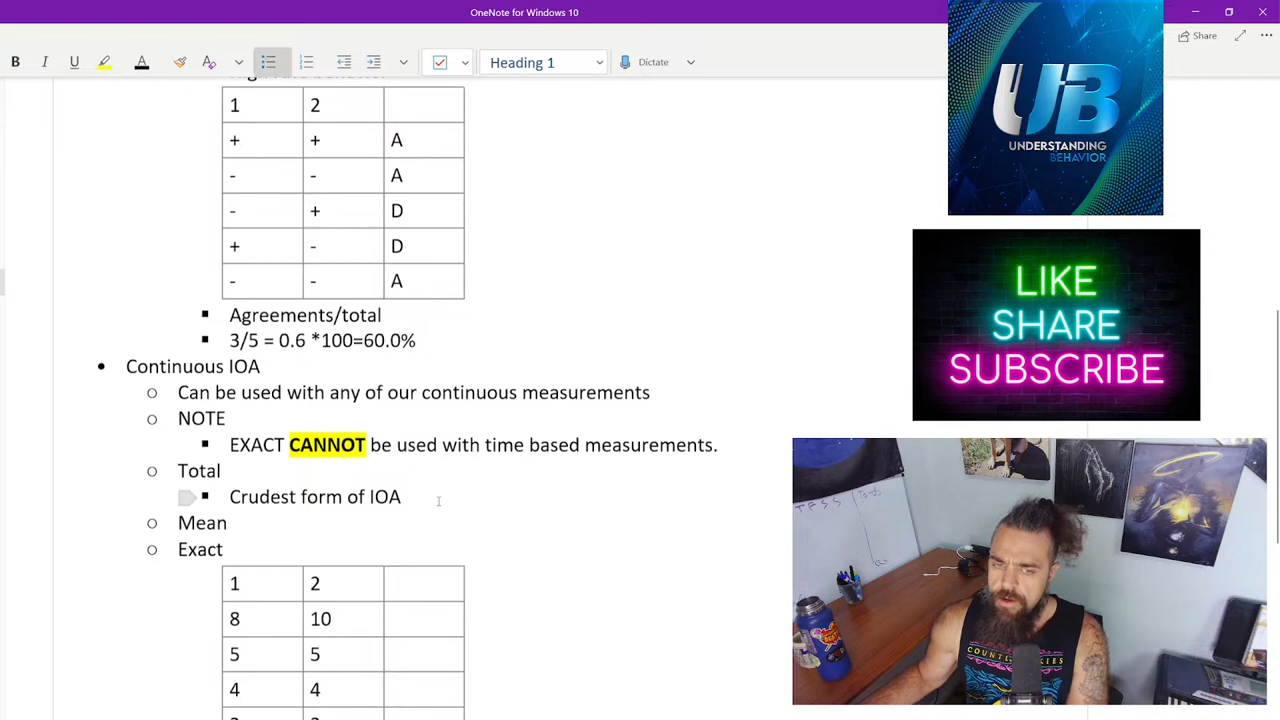 OneNote for Windows 10
Share
B I U A A Heading 1 Dictate
1 2
+ + A
- - A
- + D
+ - D
- - A
▪ Agreements/total
▪ 3/5 = 0.6 *100=60.0%
• Continuous IOA
○ Can be used with any of our continuous measurements
○ NOTE
▪ EXACT CANNOT be used with time based measurements.
○ Total
▪ Crudest form of IOA
○ Mean
○ Exact
1 2
8 10
5 5
4 4
UB
UNDERSTANDING
BEHAVIOR
LIKE
SHARE
SUBSCRIBE